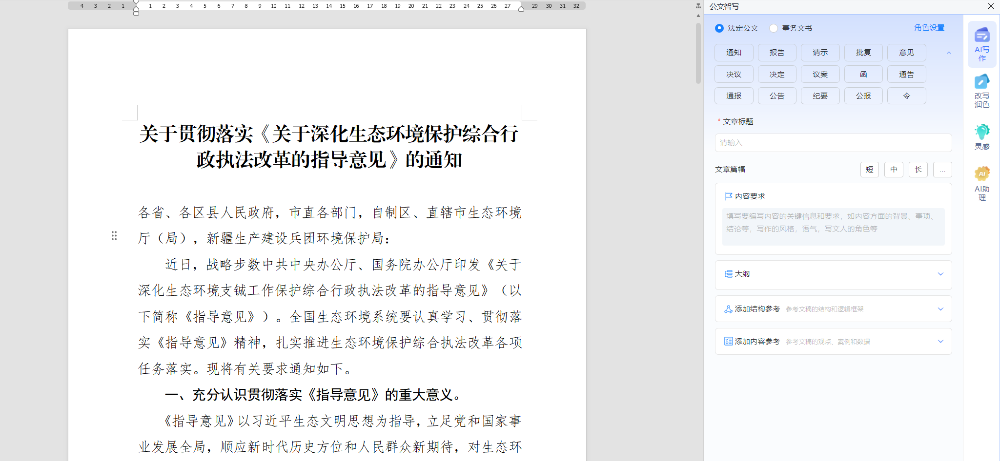 4 3 2 1 1 2 3 4 5 6 7 8 9 10 11 12 13 14 15 16 17 18 19 20 21 22 23 24 25 26 27 29 30 31 32
关于贯彻落实《关于深化生态环境保护综合行
政执法改革的指导意见》的通知
各省、各区县人民政府，市直各部门，自制区、直辖市生态环境
厅（局），新疆生产建设兵团环境保护局：
近日，战略步数中共中央办公厅、国务院办公厅印发《关于
深化生态环境支铖工作保护综合行政执法改革的指导意见》（以
下简称《指导意见》）。全国生态环境系统要认真学习、贯彻落
实《指导意见》精神，扎实推进生态环境保护综合执法改革各项
任务落实。现将有关要求通知如下。
一、充分认识贯彻落实《指导意见》的重大意义。
《指导意见》以习近平生态文明思想为指导，立足党和国家事
业发展全局，顺应新时代历史方位和人民群众新期待，对生态环
公文智写
法定公文 事务文书 角色设置
通知 报告 请示 批复 意见
决议 决定 议案 函 通告
通报 公告 纪要 公报 令
* 文章标题
请输入
文章篇幅 短 中 长 ...
内容要求
填写要编写内容的关键信息和要求，如内容方面的背景、事项、
结论等，写作的风格，语气，写文人的角色等
大纲
添加结构参考 参考文稿的结构和逻辑框架
添加内容参考 参考文稿的观点、案例和数据
AI写
作
改写
润色
灵感
AI
AI助
理